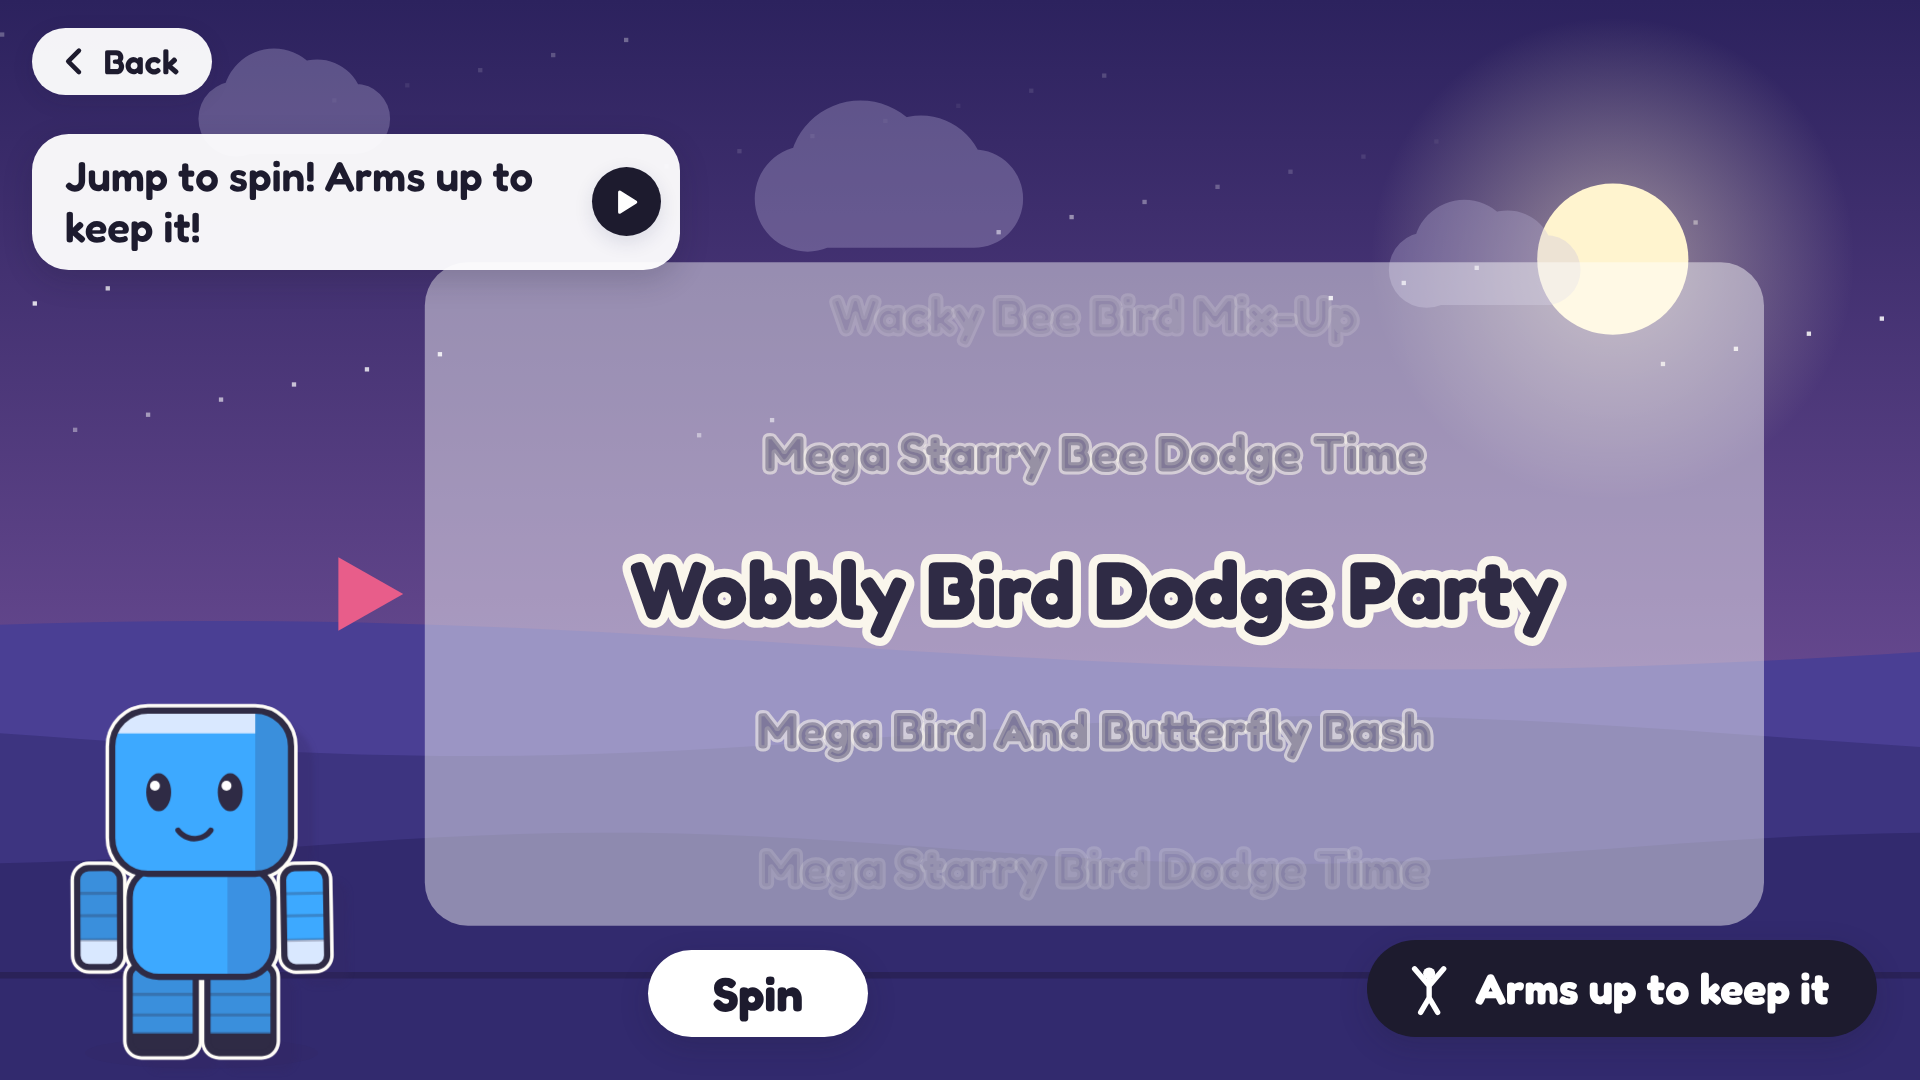 Back
Jump to spin! Arms up to
keep it!
Wacky Bee Bird Mix-Up
Mega Starry Bee Dodge Time
Wobbly Bird Dodge Party
Mega Bird And Butterfly Bash
Mega Starry Bird Dodge Time
Spin
Arms up to keep it